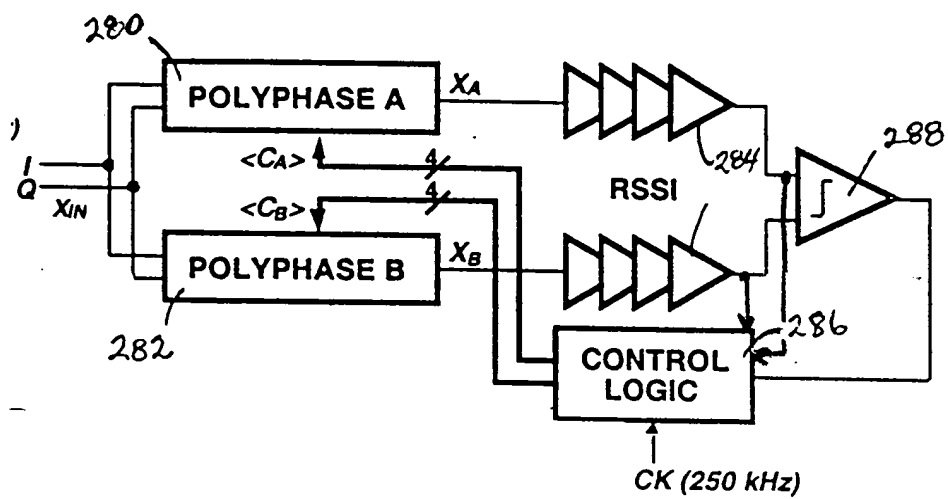 280
POLYPHASE A
XA
)
I
Q
XIN
<CA>
4
<CB>
4
284
RSSI
288
POLYPHASE B
XB
282
286
CONTROL
LOGIC
CK (250 kHz)